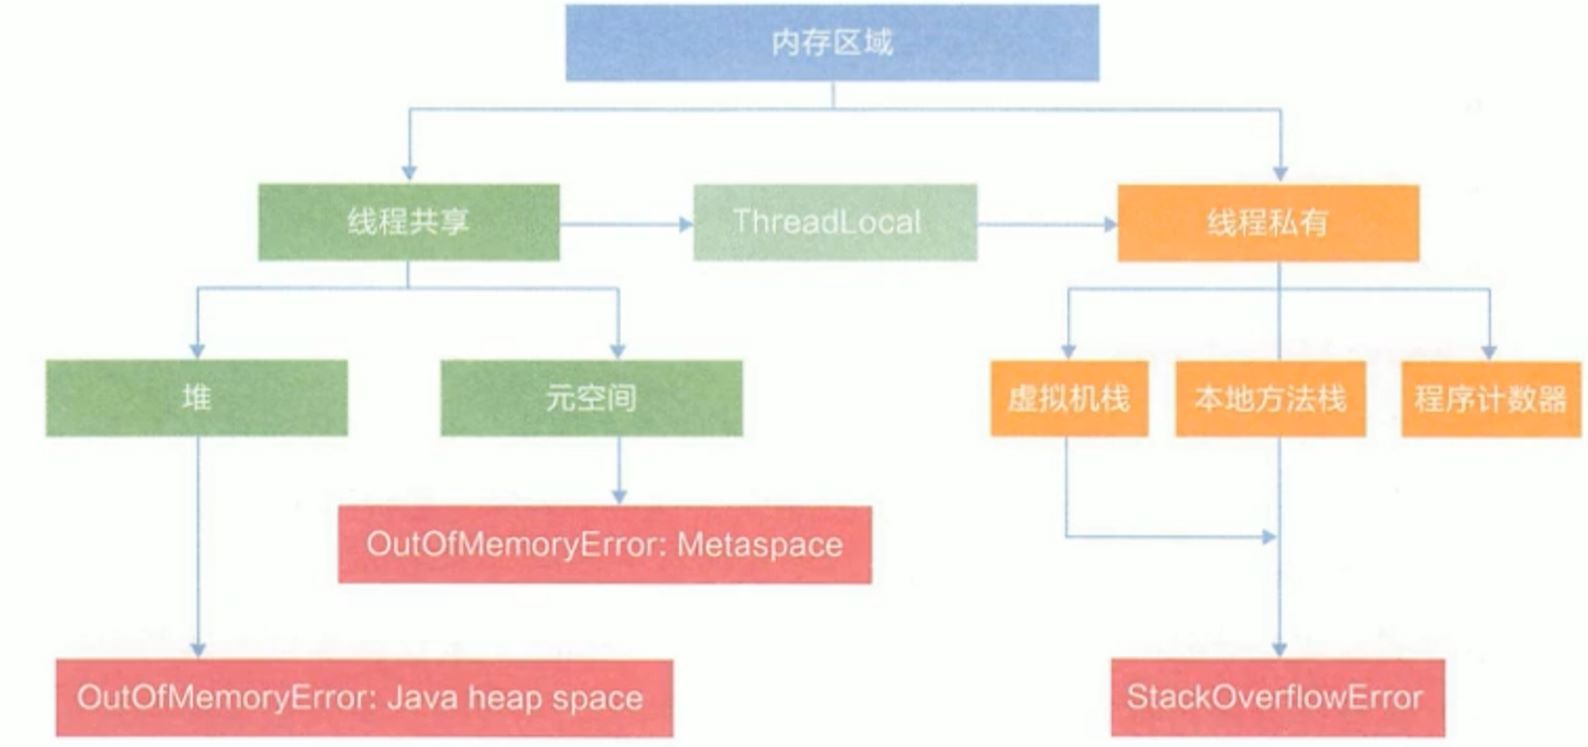 内存区域
线程共享
ThreadLocal
线程私有
堆
元空间
虚拟机栈
本地方法栈
程序计数器
OutOfMemoryError: Metaspace
OutOfMemoryError: Java heap space
StackOverflowError